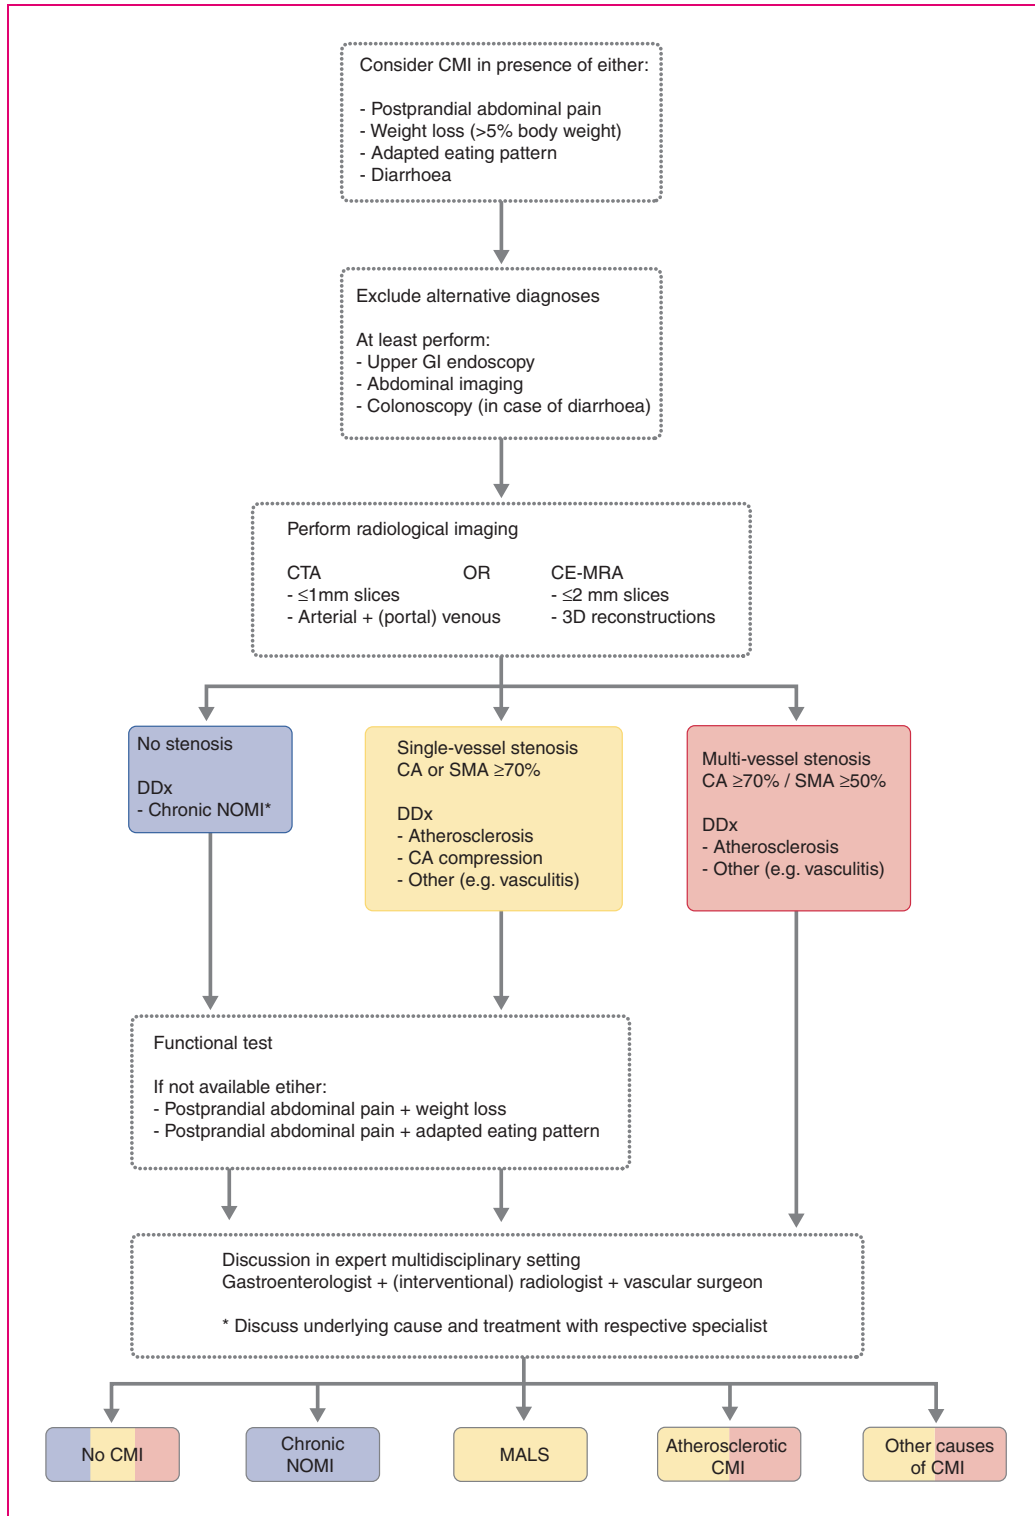 Consider CMI in presence of either:
- Postprandial abdominal pain
- Weight loss (>5% body weight)
- Adapted eating pattern
- Diarrhoea
Exclude alternative diagnoses
At least perform:
- Upper GI endoscopy
- Abdominal imaging
- Colonoscopy (in case of diarrhoea)
Perform radiological imaging
CTA OR CE-MRA
- ≤1mm slices - ≤2 mm slices
- Arterial + (portal) venous - 3D reconstructions
No stenosis
DDx
- Chronic NOMI*
Single-vessel stenosis
CA or SMA ≥70%
DDx
- Atherosclerosis
- CA compression
- Other (e.g. vasculitis)
Multi-vessel stenosis
CA ≥70% / SMA ≥50%
DDx
- Atherosclerosis
- Other (e.g. vasculitis)
Functional test
If not available etiher:
- Postprandial abdominal pain + weight loss
- Postprandial abdominal pain + adapted eating pattern
Discussion in expert multidisciplinary setting
Gastroenterologist + (interventional) radiologist + vascular surgeon
* Discuss underlying cause and treatment with respective specialist
No CMI
Chronic
NOMI
MALS
Atherosclerotic
CMI
Other causes
of CMI